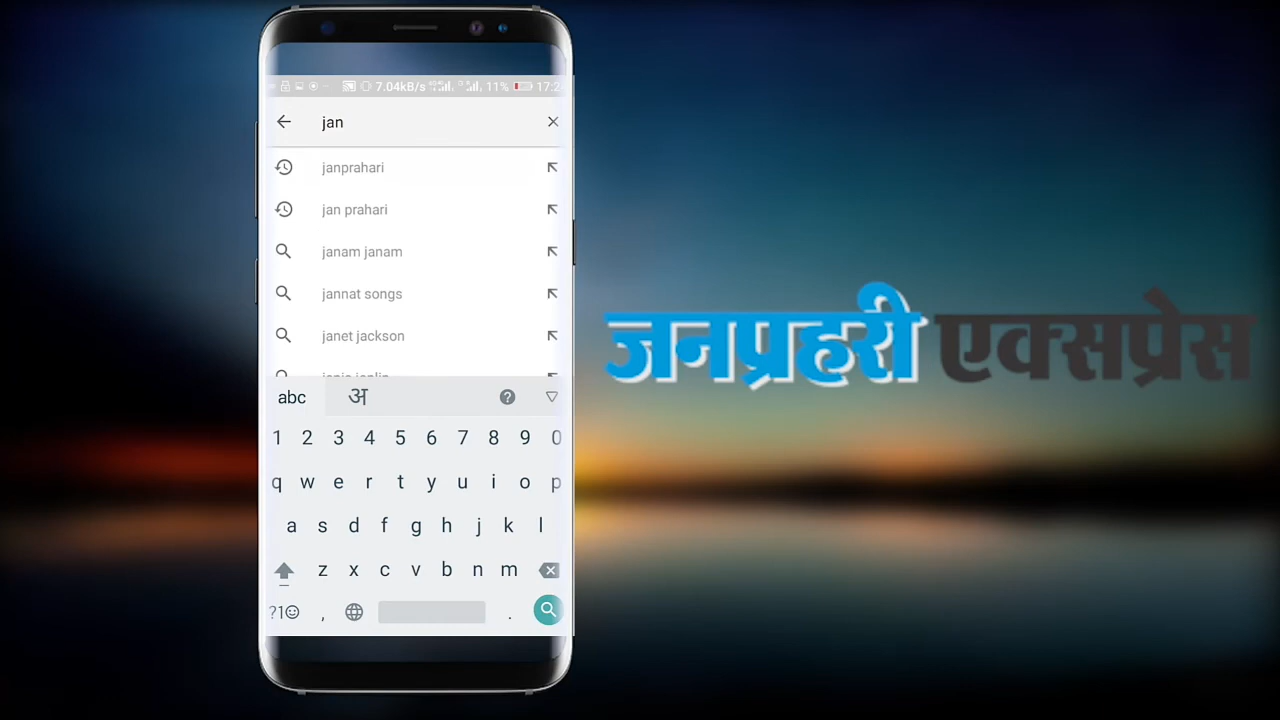 7.04kB/s 11% 17:2
jan
janprahari
jan prahari
janam janam
jannat songs
janet jackson
abc अ
1 2 3 4 5 6 7 8 9 0
q w e r t y u i o p
a s d f g h j k l
z x c v b n m
?1☺ , .
जनप्रहरी एक्सप्रेस